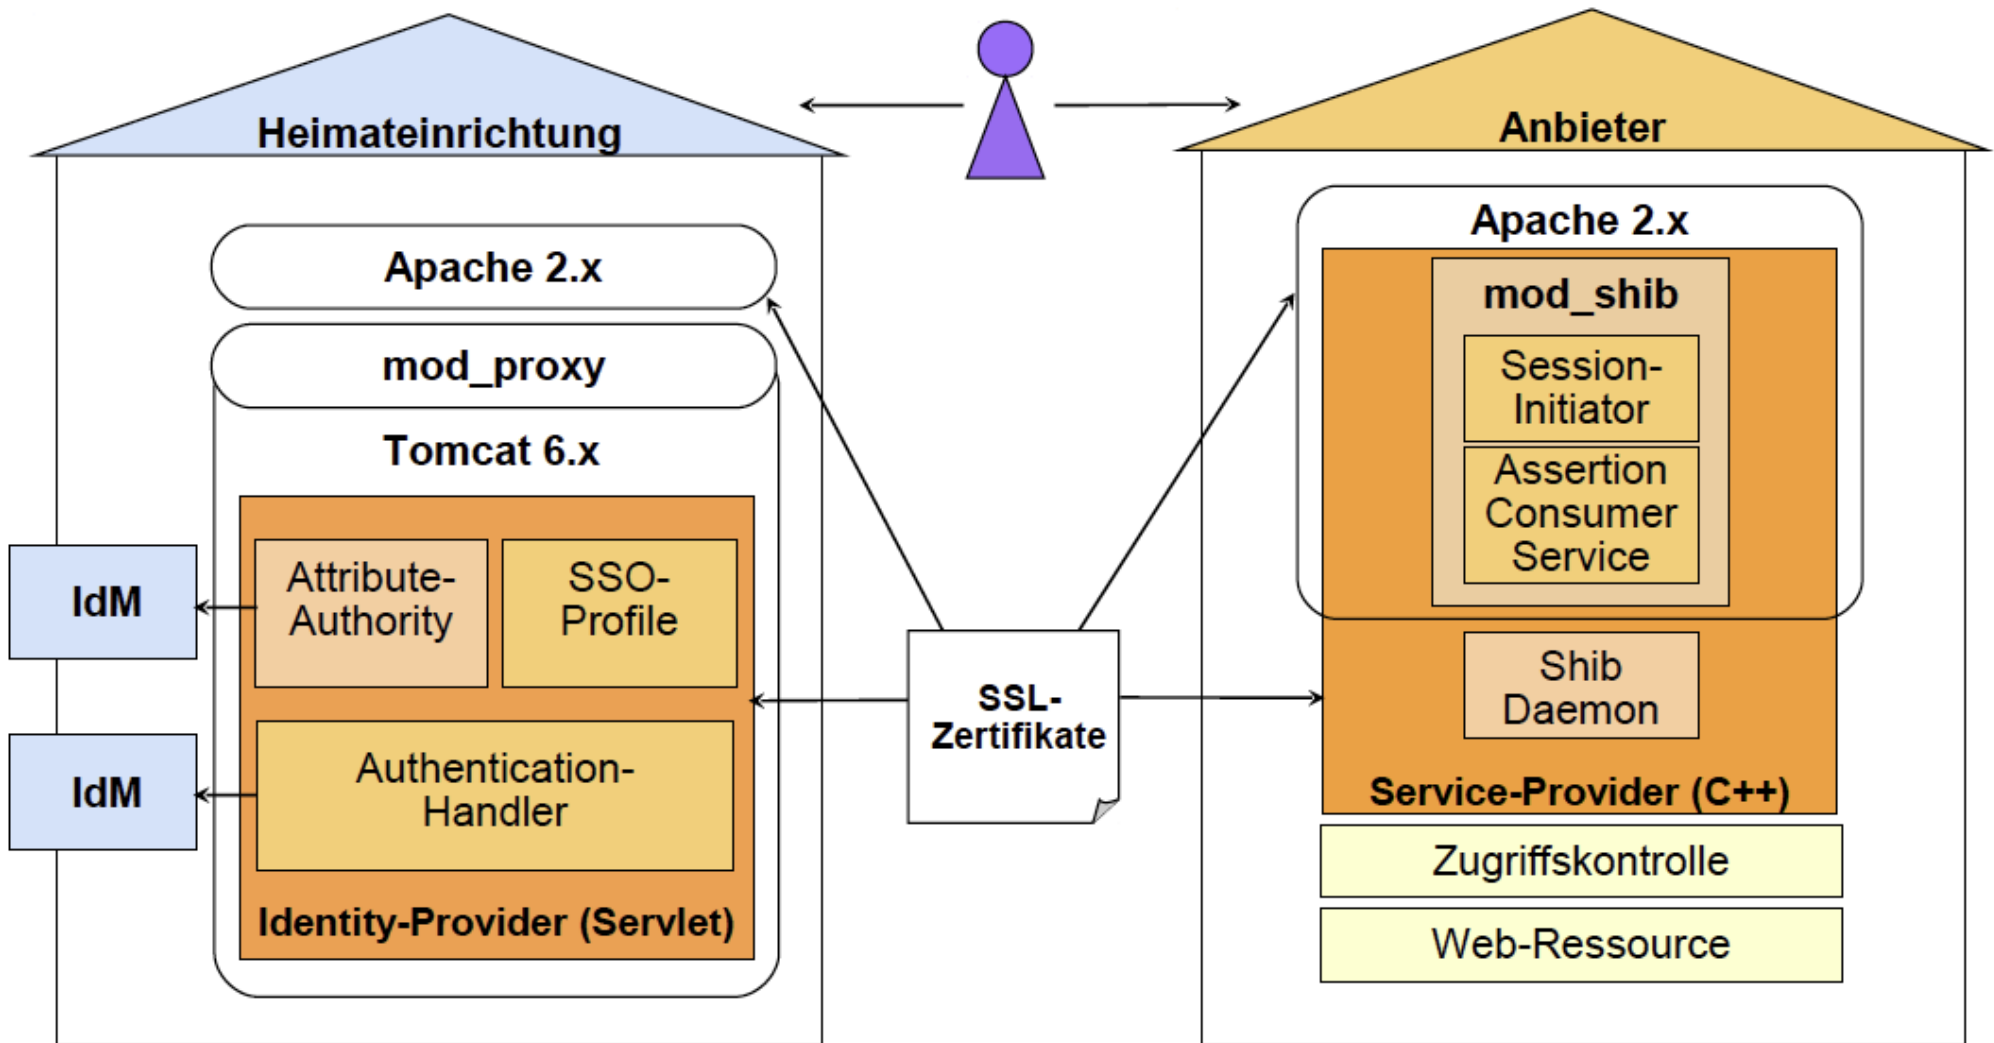 Heimateinrichtung
Apache 2.x
mod_proxy
Tomcat 6.x
IdM
Attribute-
Authority
SSO-
Profile
IdM
Authentication-
Handler
Identity-Provider (Servlet)
SSL-
Zertifikate
Anbieter
Apache 2.x
mod_shib
Session-
Initiator
Assertion
Consumer
Service
Shib
Daemon
Service-Provider (C++)
Zugriffskontrolle
Web-Ressource